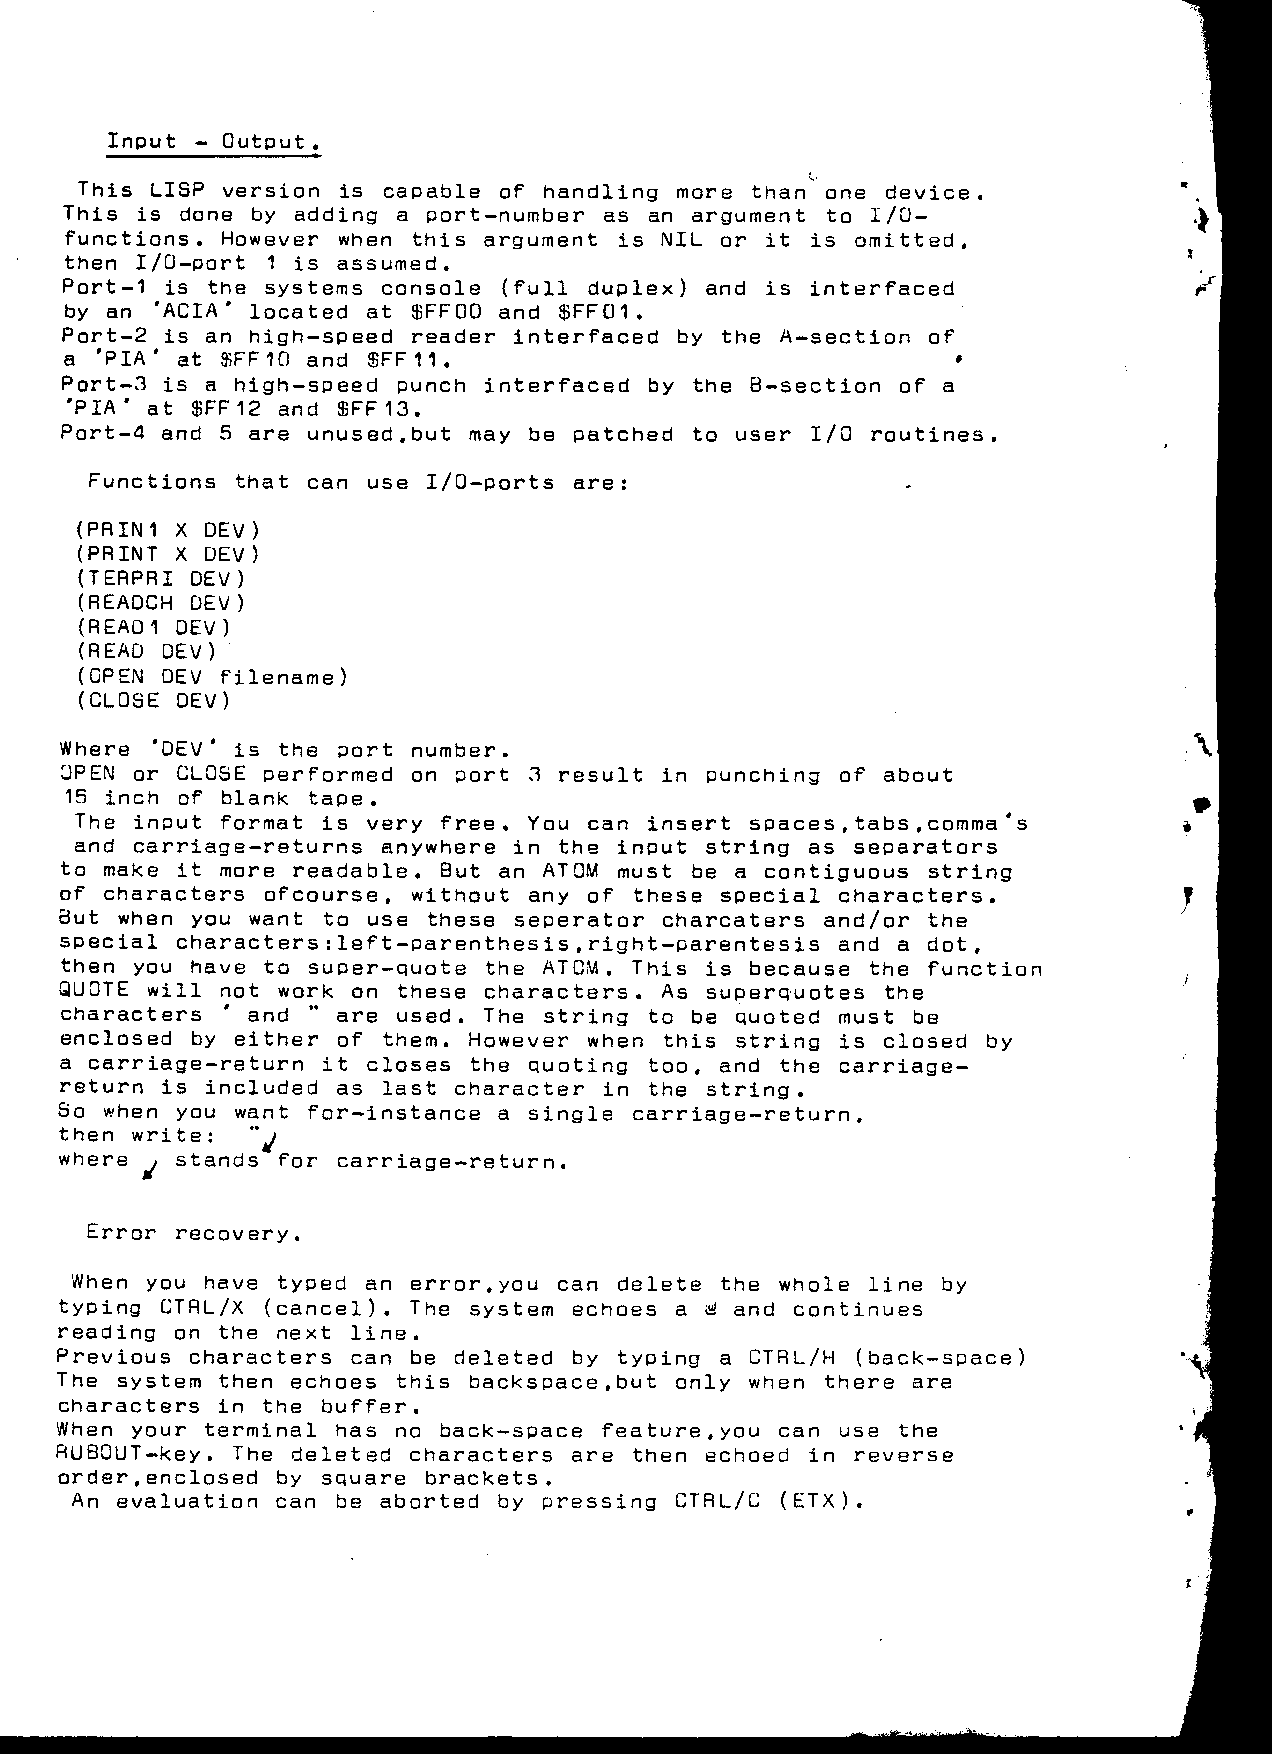 Input - Output.
This LISP version is capable of handling more than one device.
This is done by adding a port-number as an argument to I/O-
functions. However when this argument is NIL or it is omitted,
then I/O-port 1 is assumed.
Port-1 is the systems console (full duplex) and is interfaced
by an 'ACIA' located at $FF00 and $FF01.
Port-2 is an high-speed reader interfaced by the A-section of
a 'PIA' at $FF10 and $FF11.
Port-3 is a high-speed punch interfaced by the B-section of a
'PIA' at $FF12 and $FF13.
Port-4 and 5 are unused,but may be patched to user I/O routines.
Functions that can use I/O-ports are:
(PRIN1 X DEV)
(PRINT X DEV)
(TERPRI DEV)
(READCH DEV)
(READ1 DEV)
(READ DEV)
(OPEN DEV filename)
(CLOSE DEV)
Where 'DEV' is the port number.
OPEN or CLOSE performed on port 3 result in punching of about
15 inch of blank tape.
The input format is very free. You can insert spaces,tabs,comma's
and carriage-returns anywhere in the input string as separators
to make it more readable. But an ATOM must be a contiguous string
of characters ofcourse, without any of these special characters.
But when you want to use these seperator charcaters and/or the
special characters:left-parenthesis,right-parentesis and a dot,
then you have to super-quote the ATOM. This is because the function
QUOTE will not work on these characters. As superquotes the
characters ' and " are used. The string to be quoted must be
enclosed by either of them. However when this string is closed by
a carriage-return it closes the quoting too, and the carriage-
return is included as last character in the string.
So when you want for-instance a single carriage-return,
then write: "↙
where ↙ stands for carriage-return.
Error recovery.
When you have typed an error,you can delete the whole line by
typing CTRL/X (cancel). The system echoes a and continues
reading on the next line.
Previous characters can be deleted by typing a CTRL/H (back-space)
The system then echoes this backspace,but only when there are
characters in the buffer.
When your terminal has no back-space feature,you can use the
RUBOUT-key. The deleted characters are then echoed in reverse
order,enclosed by square brackets.
An evaluation can be aborted by pressing CTRL/C (ETX).